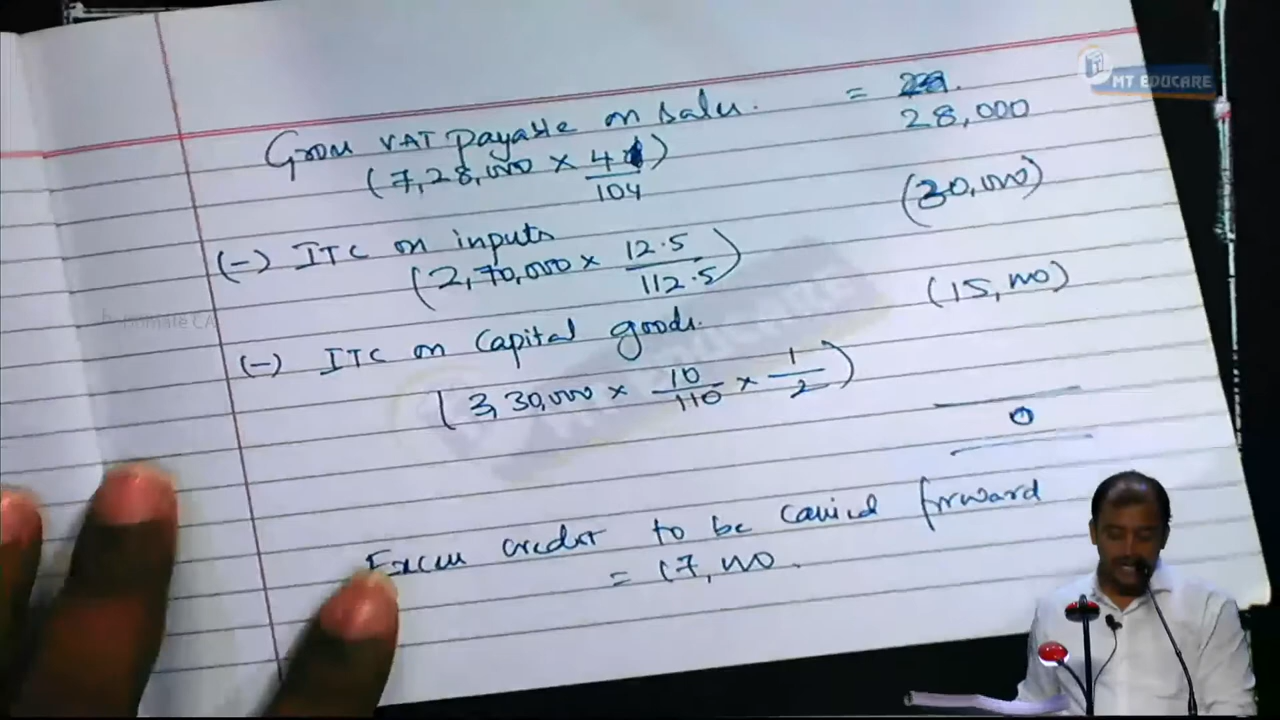 MT EDUCARE
Gross VAT payable on sales. = 28,000
(7,28,000 × 4/104)
(-) ITC on inputs (30,000)
(2,70,000 × 12.5/112.5)
(-) ITC on Capital goods. (15,000)
(3,30,000 × 10/110 × 1/2)
0
Excess credit to be carried forward
= 17,000.